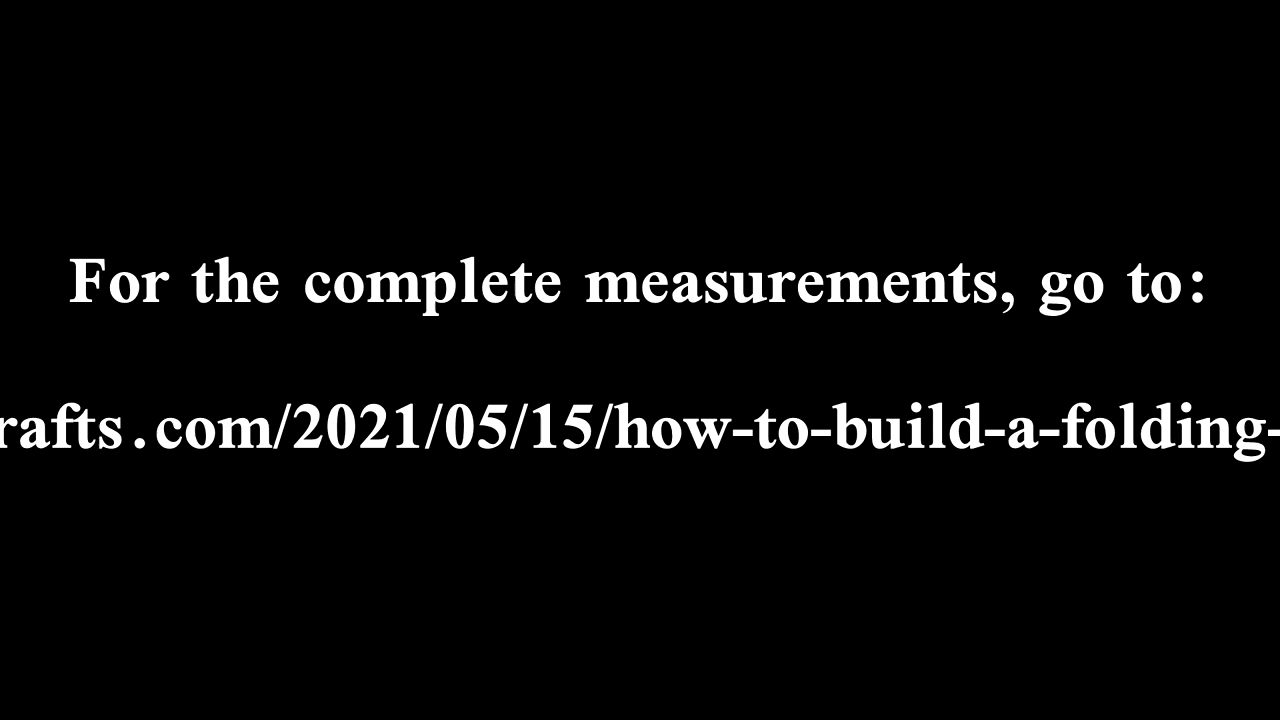 For the complete measurements, go to:
rafts.com/2021/05/15/how-to-build-a-folding-